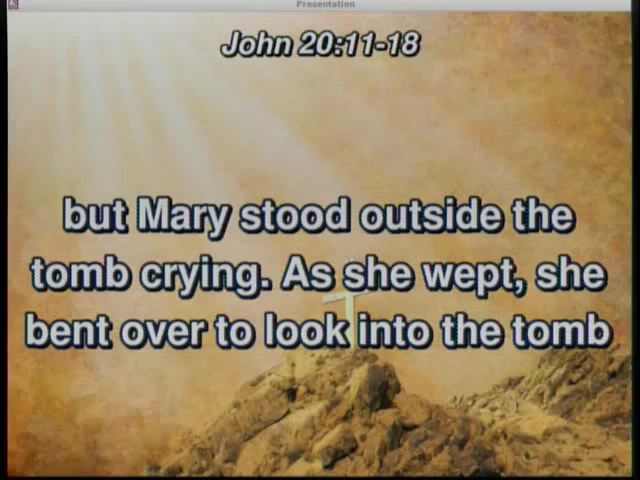 Presentation
John 20:11-18
but Mary stood outside the
tomb crying. As she wept, she
bent over to look into the tomb